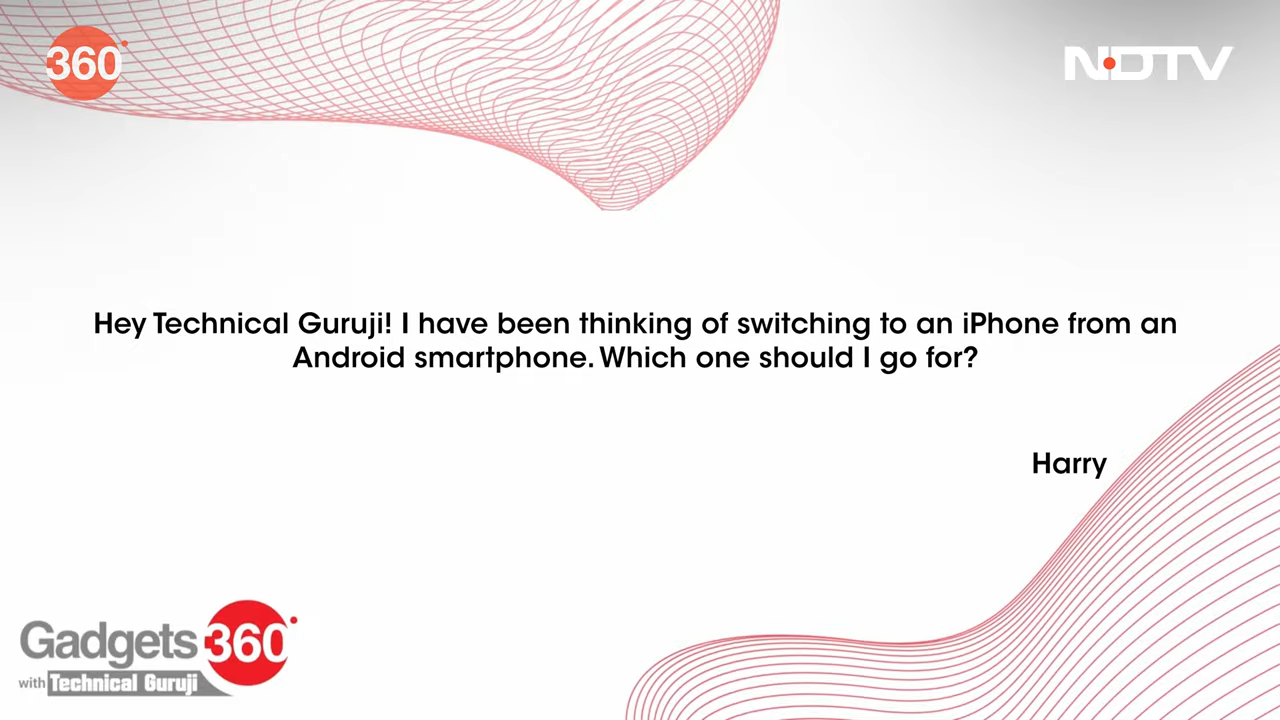 360°
NDTV
Hey Technical Guruji! I have been thinking of switching to an iPhone from an
Android smartphone. Which one should I go for?
Harry
Gadgets 360°
with Technical Guruji